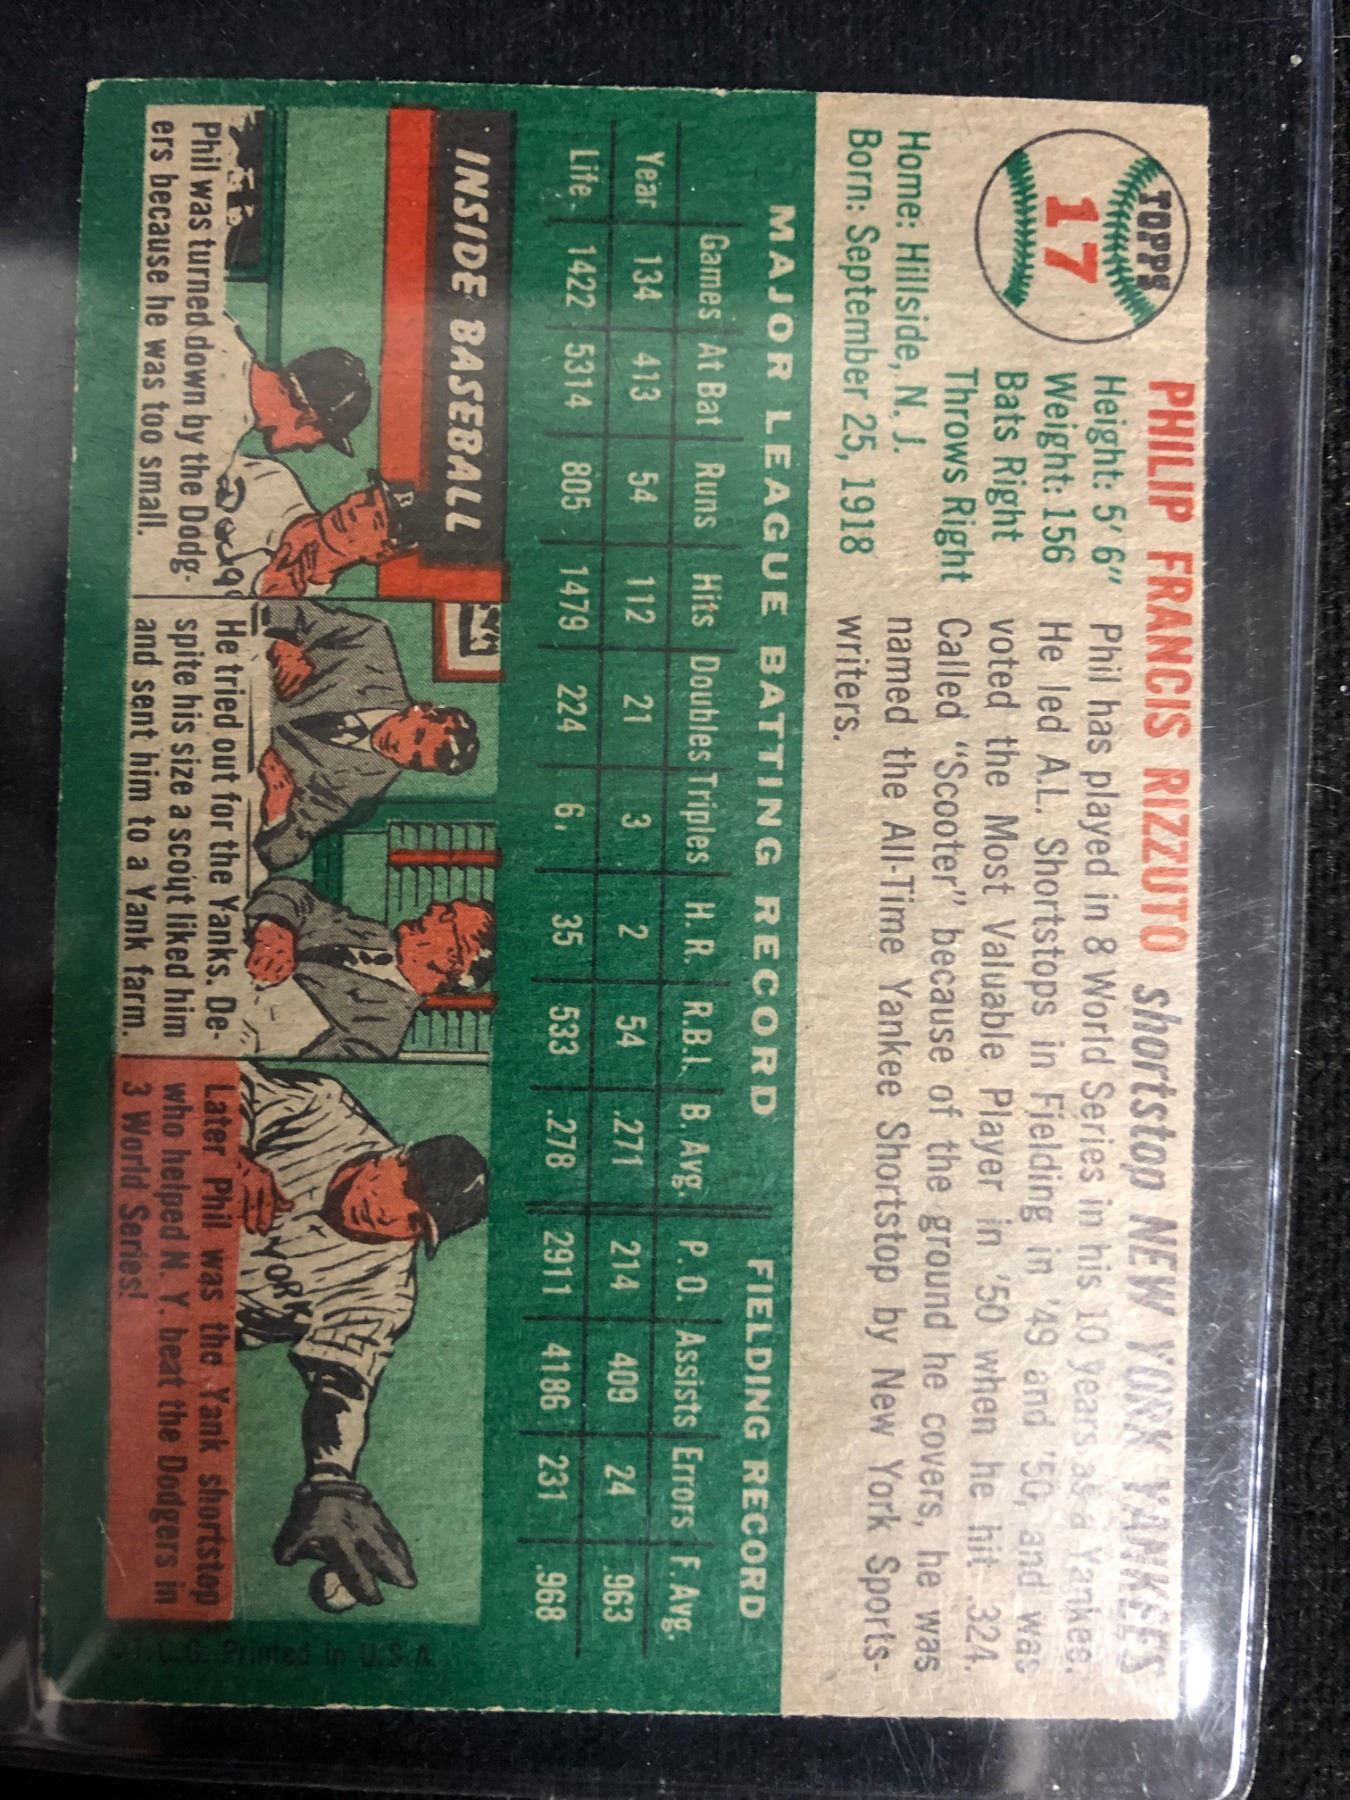 TOPPS
17
PHILIP FRANCIS RIZZUTO shortstop NEW YORK YANKEES
Height: 5' 6"
Weight: 156
Bats Right
Throws Right
Home: Hillside, N. J.
Born: September 25, 1918
Phil has played in 8 World Series in his 10 years as a Yankee.
He led A.L. Shortstops in Fielding in '49 and '50, and was
voted the Most Valuable Player in '50 when he hit .324.
Called "Scooter" because of the ground he covers, he was
named the All-Time Yankee Shortstop by New York Sports-
writers.
MAJOR LEAGUE BATTING RECORD FIELDING RECORD
Games At Bat Runs Hits Doubles Triples H. R. R.B.I. B. Avg. P. O. Assists Errors F. Avg.
Year 134 413 54 112 21 3 2 54 .271 214 409 24 .963
Life 1422 5314 805 1479 224 6. 35 533 .278 2911 4186 231 .968
INSIDE BASEBALL
Phil was turned down by the Dodg-
ers because he was too small.
He tried out for the Yanks. De-
spite his size a scout liked him
and sent him to a Yank farm.
YORK
Later Phil was the Yank shortstop
who helped N. Y. beat the Dodgers in
3 World Series!
T.C.G. Printed in U.S.A.